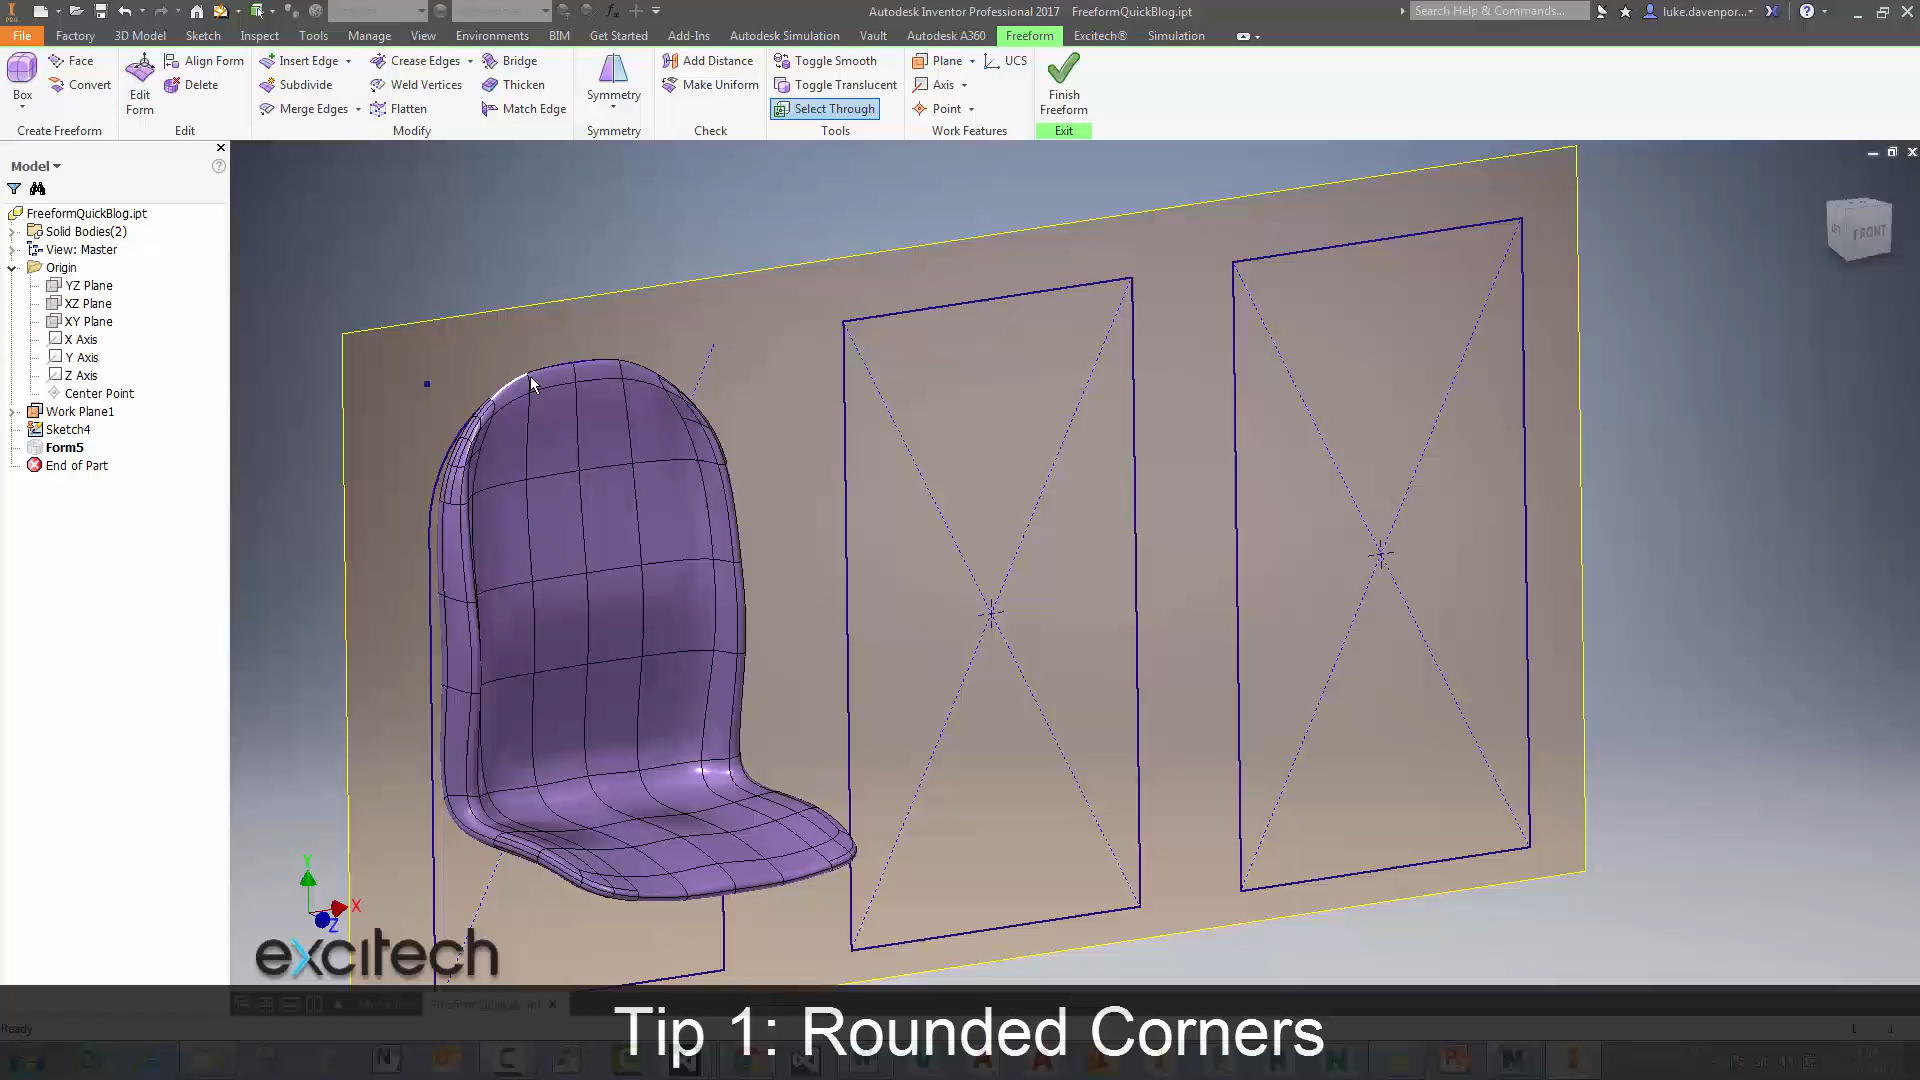 Autodesk Inventor Professional 2017 FreeformQuickBlog.ipt
Search Help & Commands...
luke.davenpor...
File Factory 3D Model Sketch Inspect Tools Manage View Environments BIM Get Started Add-Ins Autodesk Simulation Vault Autodesk A360 Freeform Excitech® Simulation
Box
Face
Convert
Create Freeform
Edit Form
Align Form
Delete
Edit
Insert Edge
Subdivide
Merge Edges
Crease Edges
Weld Vertices
Flatten
Bridge
Thicken
Match Edge
Modify
Symmetry
Symmetry
Add Distance
Make Uniform
Check
Toggle Smooth
Toggle Translucent
Select Through
Tools
Plane
Axis
Point
UCS
Work Features
Finish
Freeform
Exit
Model
FreeformQuickBlog.ipt
Solid Bodies(2)
View: Master
Origin
YZ Plane
XZ Plane
XY Plane
X Axis
Y Axis
Z Axis
Center Point
Work Plane1
Sketch4
Form5
End of Part
FRONT
Y
X
Z
excitech
Tip 1: Rounded Corners
Ready